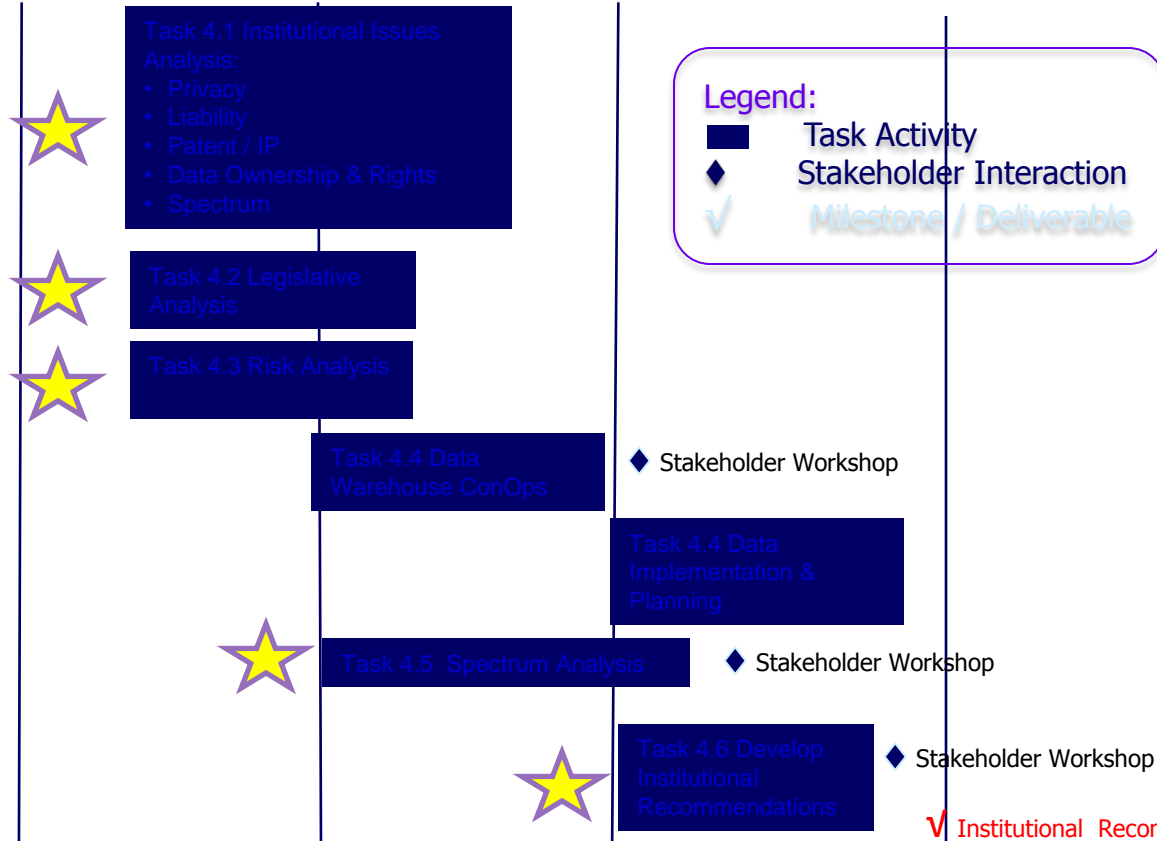 Task 4.1 Institutional Issues
Analysis:
• Privacy
• Liability
• Patent / IP
• Data Ownership & Rights
• Spectrum
Legend:
Task Activity
Stakeholder Interaction
√ Milestone / Deliverable
Task 4.2 Legislative
Analysis
Task 4.3 Risk Analysis
Task 4.4 Data
Warehouse ConOps
Stakeholder Workshop
Task 4.4 Data
Implementation &
Planning
Task 4.5 Spectrum Analysis
Stakeholder Workshop
Task 4.6 Develop
Institutional
Recommendations
Stakeholder Workshop
√ Institutional Recon